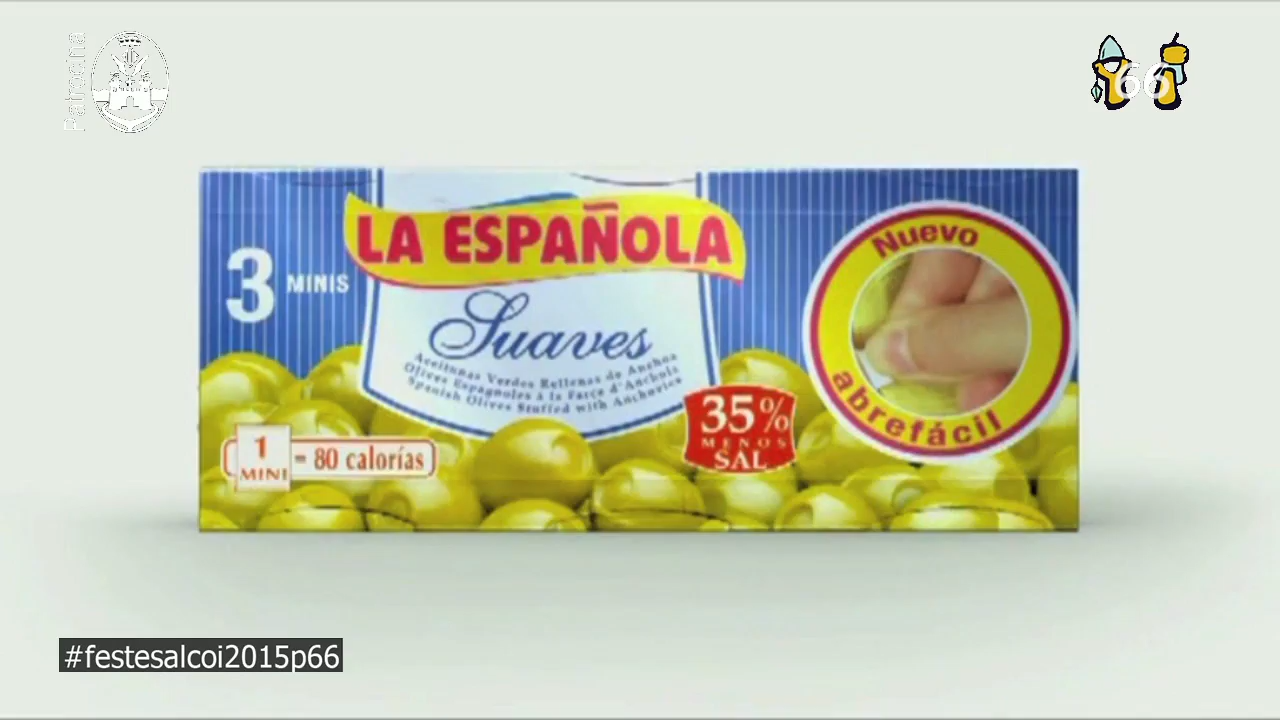 Patrocina
66
LA ESPAÑOLA
Nuevo
3 MINIS
Suaves
Aceitunas Verdes Rellenas de Anchoa
Olives Espagnoles à la Farce d'Anchois
Spanish Olives Stuffed with Anchovies
35%
MENOS
SAL
abrefácil
1
MINI
= 80 calorías
#festesalcoi2015p66